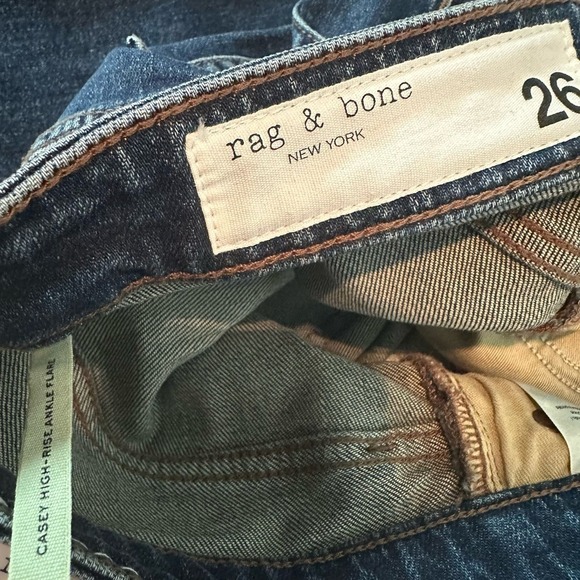 rag & bone
NEW YORK
26
CASEY HIGH-RISE ANKLE FLARE